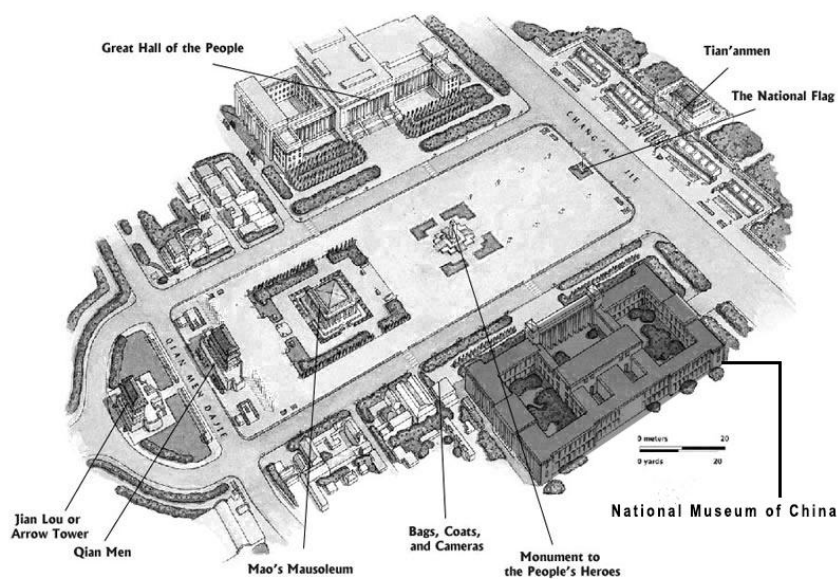 Great Hall of the People
Tian'anmen
The National Flag
CHANG'AN JIE
QIAN MEN DAJIE
0 meters 20
0 yards 20
National Museum of China
Jian Lou or
Arrow Tower
Qian Men
Mao's Mausoleum
Bags, Coats,
and Cameras
Monument to
the People's Heroes